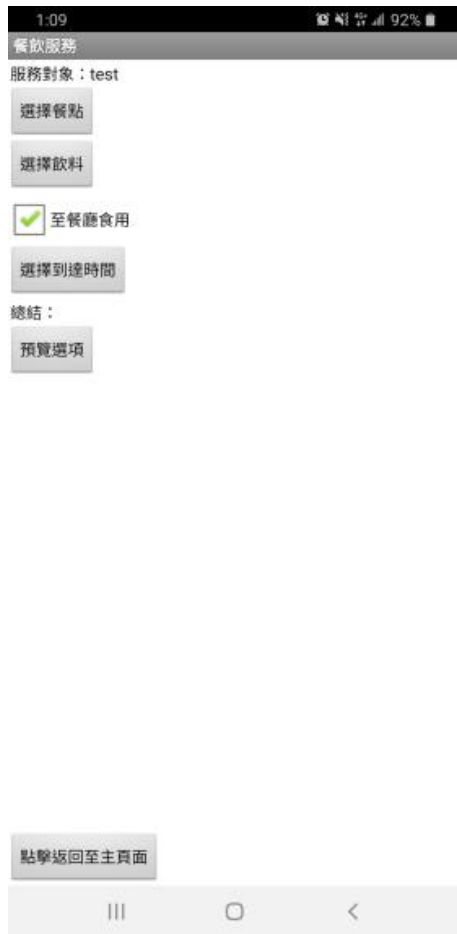 1:09 92%
餐飲服務
服務對象：test
選擇餐點
選擇飲料
至餐廳食用
選擇到達時間
總結：
預覽選項
點擊返回至主頁面